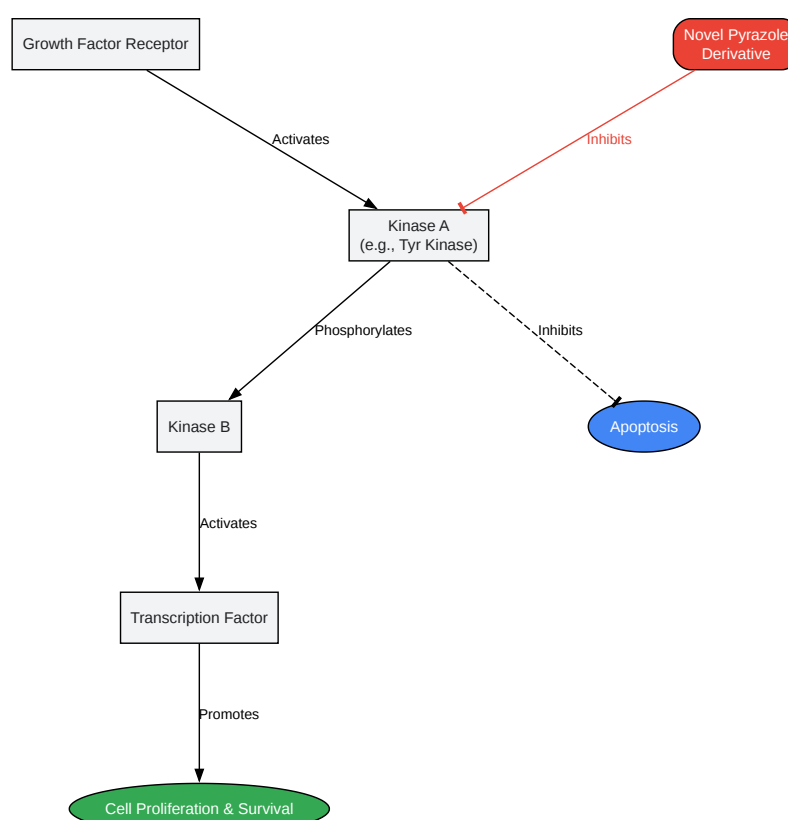 Growth Factor Receptor
Novel Pyrazole
Derivative
Activates
Inhibits
Kinase A
(e.g., Tyr Kinase)
Phosphorylates
Inhibits
Kinase B
Apoptosis
Activates
Transcription Factor
Promotes
Cell Proliferation & Survival